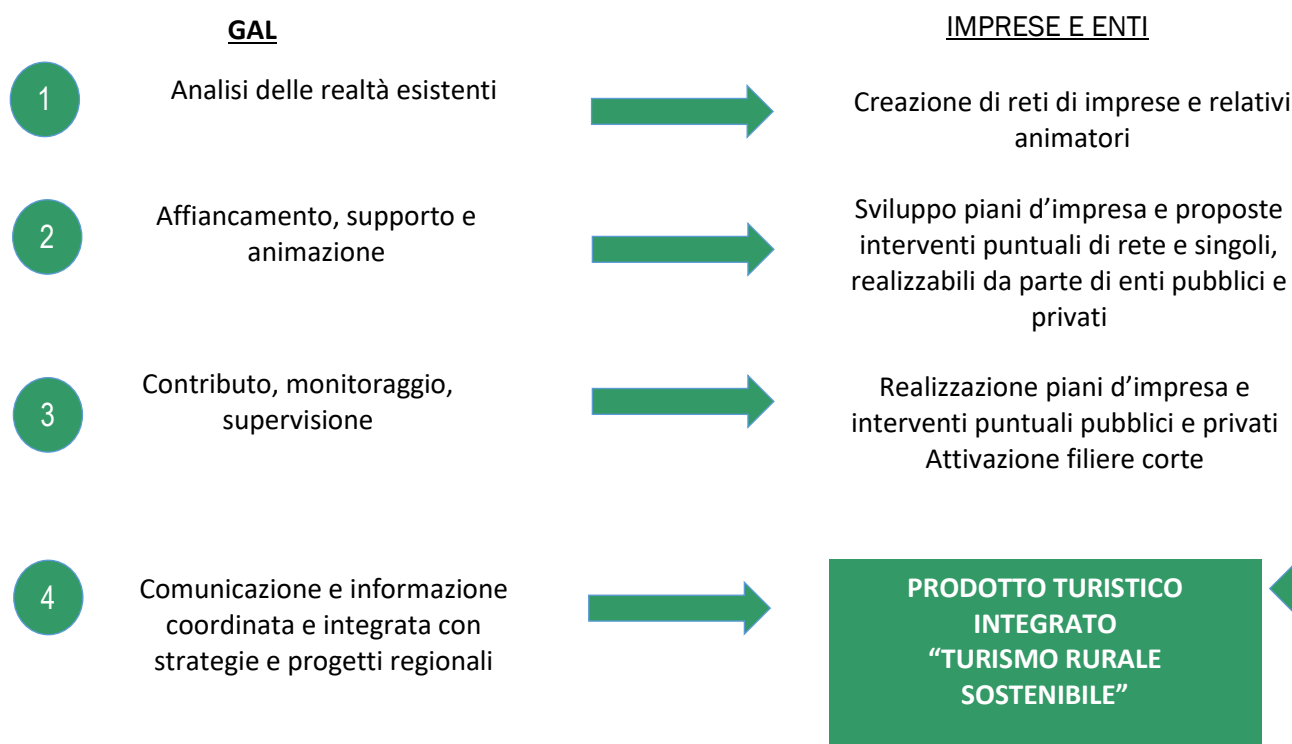 GAL
IMPRESE E ENTI
1
Analisi delle realtà esistenti
Creazione di reti di imprese e relativi
animatori
2
Affiancamento, supporto e
animazione
Sviluppo piani d’impresa e proposte
interventi puntuali di rete e singoli,
realizzabili da parte di enti pubblici e
privati
3
Contributo, monitoraggio,
supervisione
Realizzazione piani d’impresa e
interventi puntuali pubblici e privati
Attivazione filiere corte
4
Comunicazione e informazione
coordinata e integrata con
strategie e progetti regionali
PRODOTTO TURISTICO
INTEGRATO
“TURISMO RURALE
SOSTENIBILE”